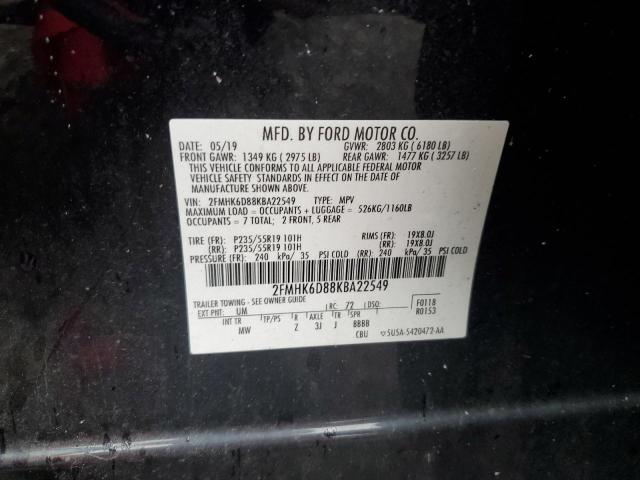 MFD. BY FORD MOTOR CO.
DATE: 05/19 GVWR: 2803 KG ( 6180 LB)
FRONT GAWR: 1349 KG ( 2975 LB) REAR GAWR: 1477 KG ( 3257 LB)
THIS VEHICLE CONFORMS TO ALL APPLICABLE FEDERAL MOTOR
VEHICLE SAFETY STANDARDS IN EFFECT ON THE DATE OF
MANUFACTURE SHOWN ABOVE.
VIN: 2FMHK6D88KBA22549 TYPE: MPV
MAXIMUM LOAD = OCCUPANTS + LUGGAGE = 526KG/1160LB
OCCUPANTS = 7 TOTAL: 2 FRONT, 5 REAR
TIRE (FR): P235/55R19 101H RIMS (FR): 19X8.0J
(RR): P235/55R19 101H (RR): 19X8.0J
PRESSURE (FR): 240 kPa/ 35 PSI COLD (RR): 240 kPa/ 35 PSI COLD
2FMHK6D88KBA22549
TRAILER TOWING - SEE OWNER GUIDE
EXT PNT: UM RC: 72 DSO: F0118
R0153
INT TR TP/PS R AXLE TR SPR
MW Z 3J J BBBB
CBU 5U5A-5420472-AA